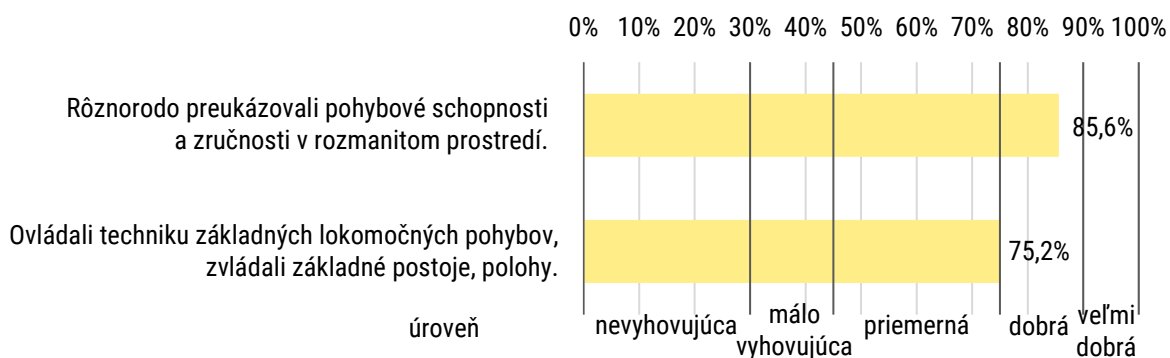 0% 10% 20% 30% 40% 50% 60% 70% 80% 90% 100%
Rôznorodo preukázovali pohybové schopnosti
a zručnosti v rozmanitom prostredí.
85,6%
Ovládali techniku základných lokomočných pohybov,
zvládali základné postoje, polohy.
75,2%
úroveň
nevyhovujúca
málo
vyhovujúca
priemerná
dobrá
veľmi
dobrá